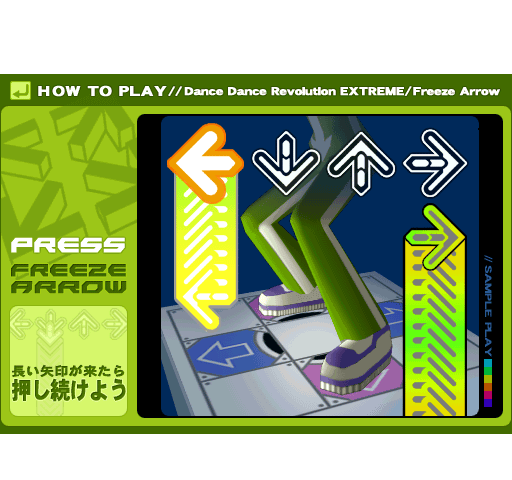 HOW TO PLAY//Dance Dance Revolution EXTREME/Freeze Arrow
PRESS
FREEZE
ARROW
長い矢印が来たら
押し続けよう
// SAMPLE PLAY